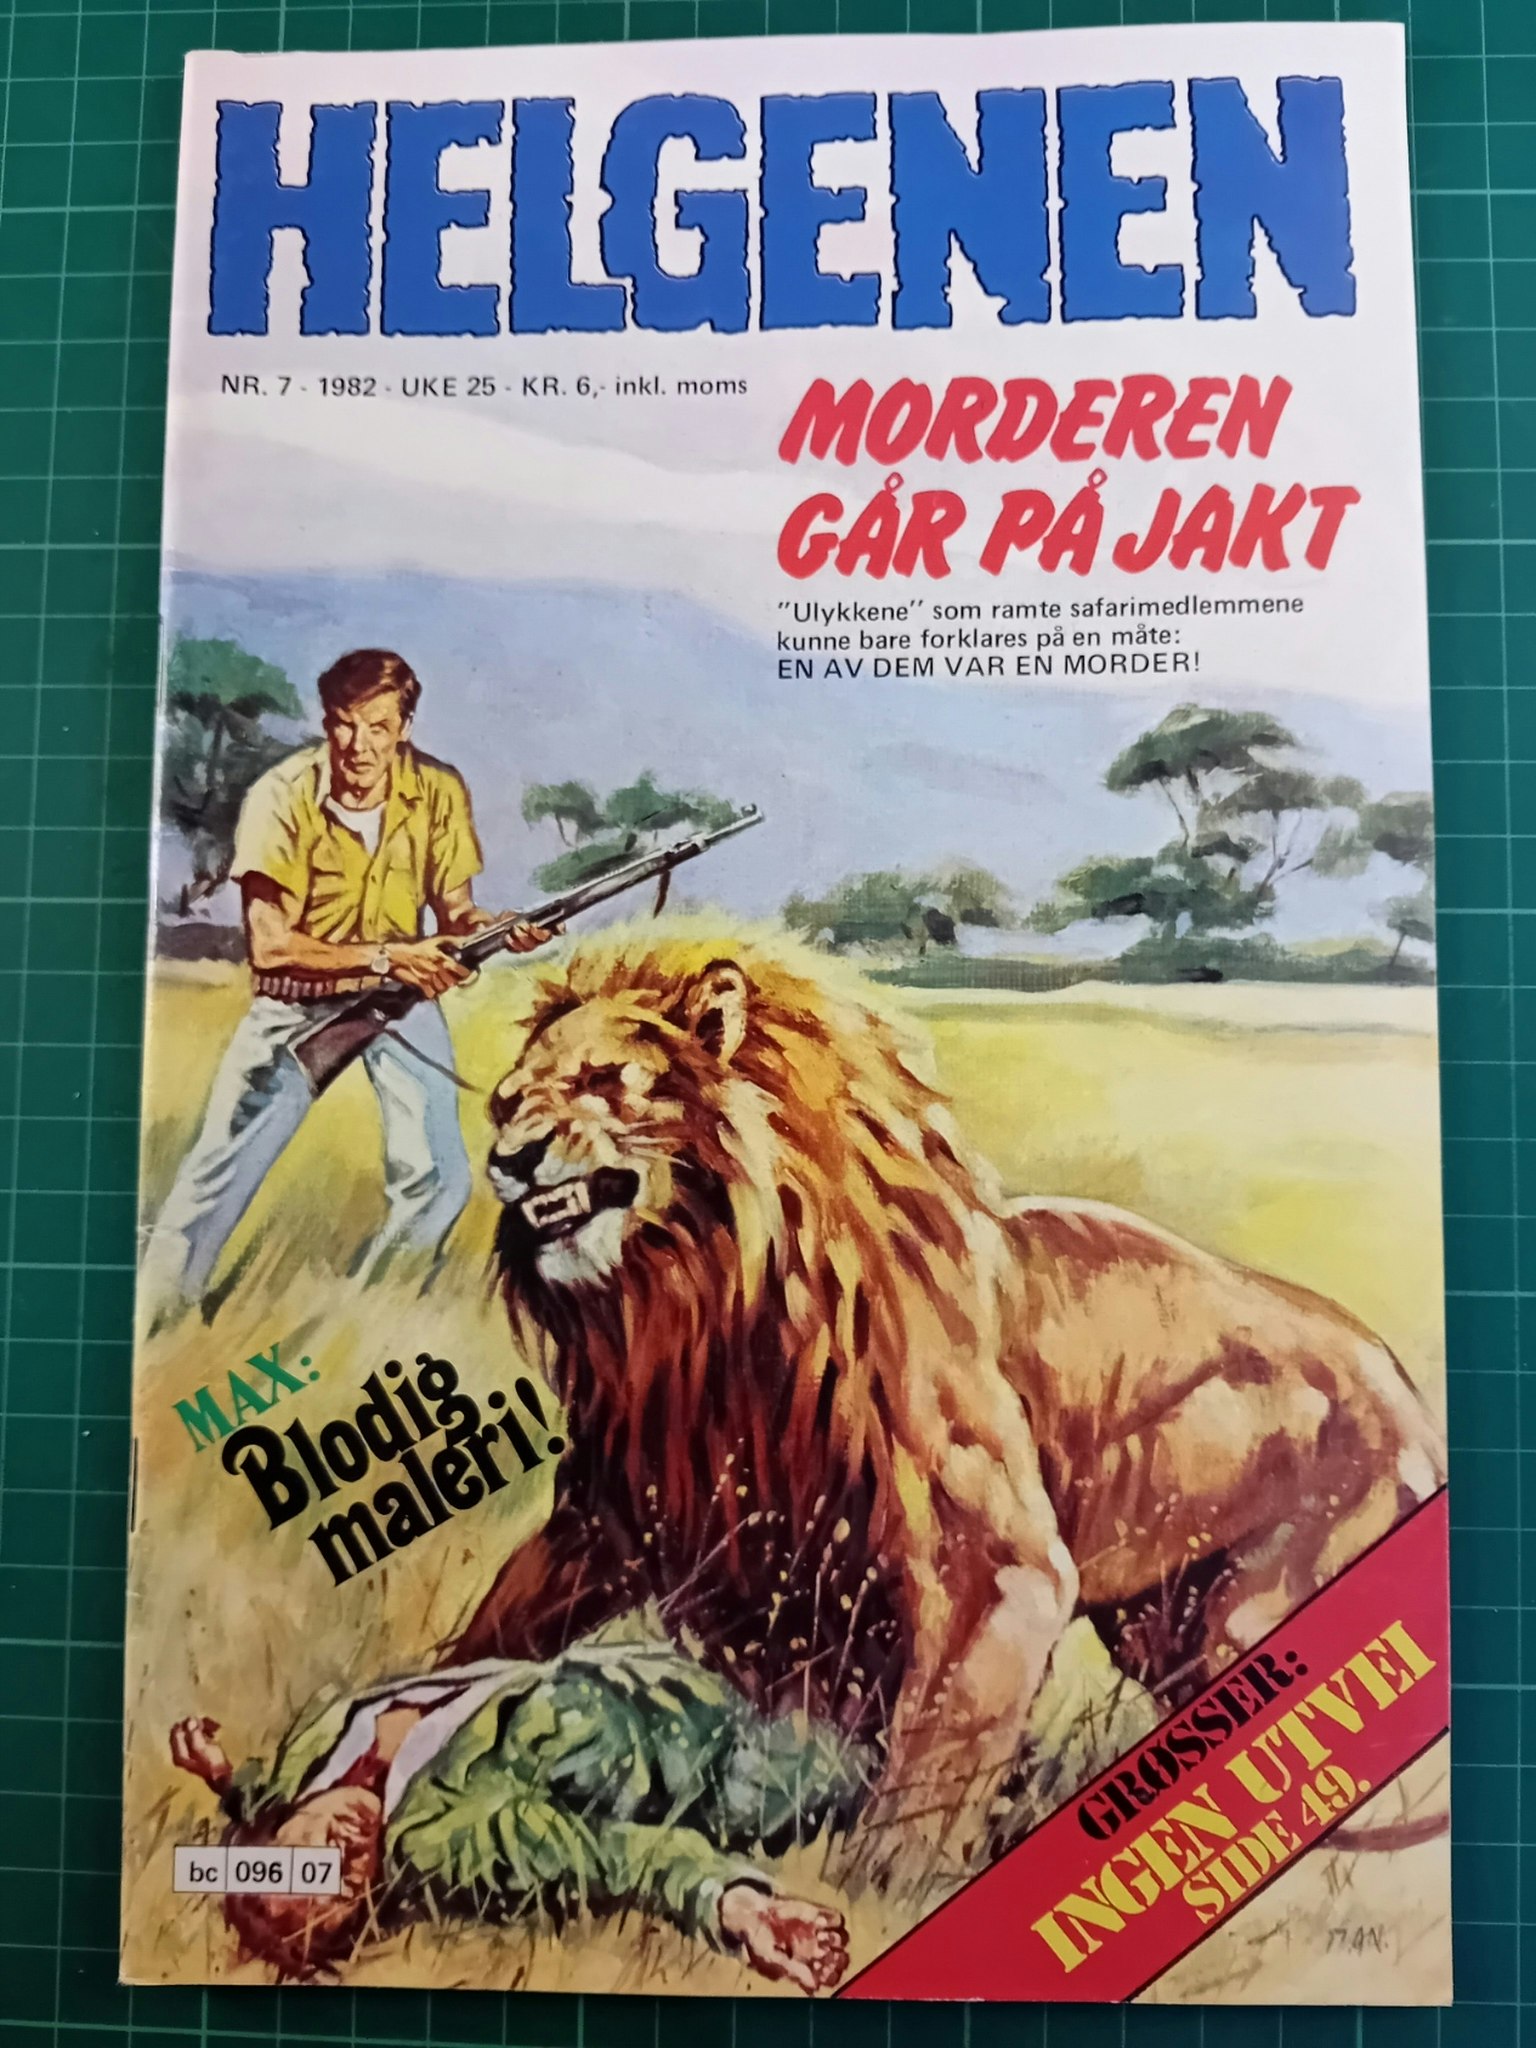 HELGENEN
NR. 7 - 1982 - UKE 25 - KR. 6,- inkl. moms
MORDEREN
GÅR PÅ JAKT
"Ulykkene" som ramte safarimedlemmene
kunne bare forklares på en måte:
EN AV DEM VAR EN MORDER!
MAX:
Blodig
maleri!
GRØSSER:
INGEN UTVEI
SIDE 49.
bc 096 07